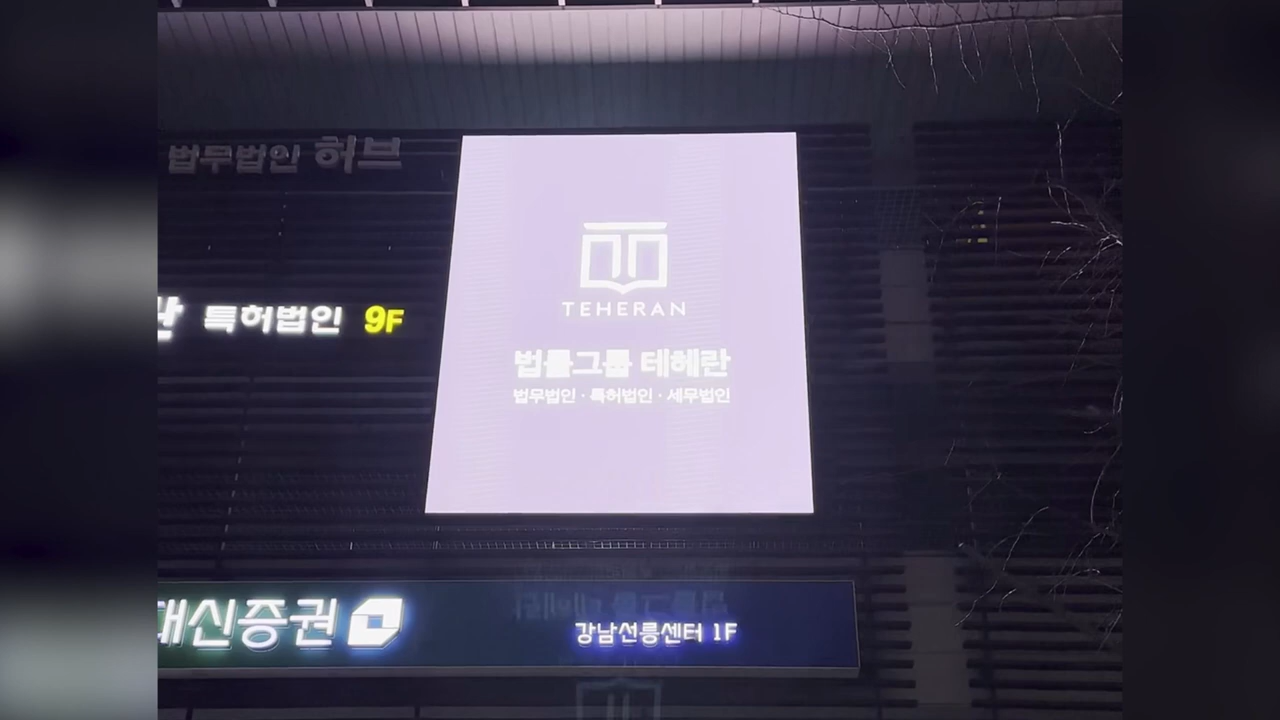 법무법인 허브
특허법인 9F
TEHERAN
법률그룹 테헤란
법무법인 · 특허법인 · 세무법인
대신증권
강남선릉센터 1F